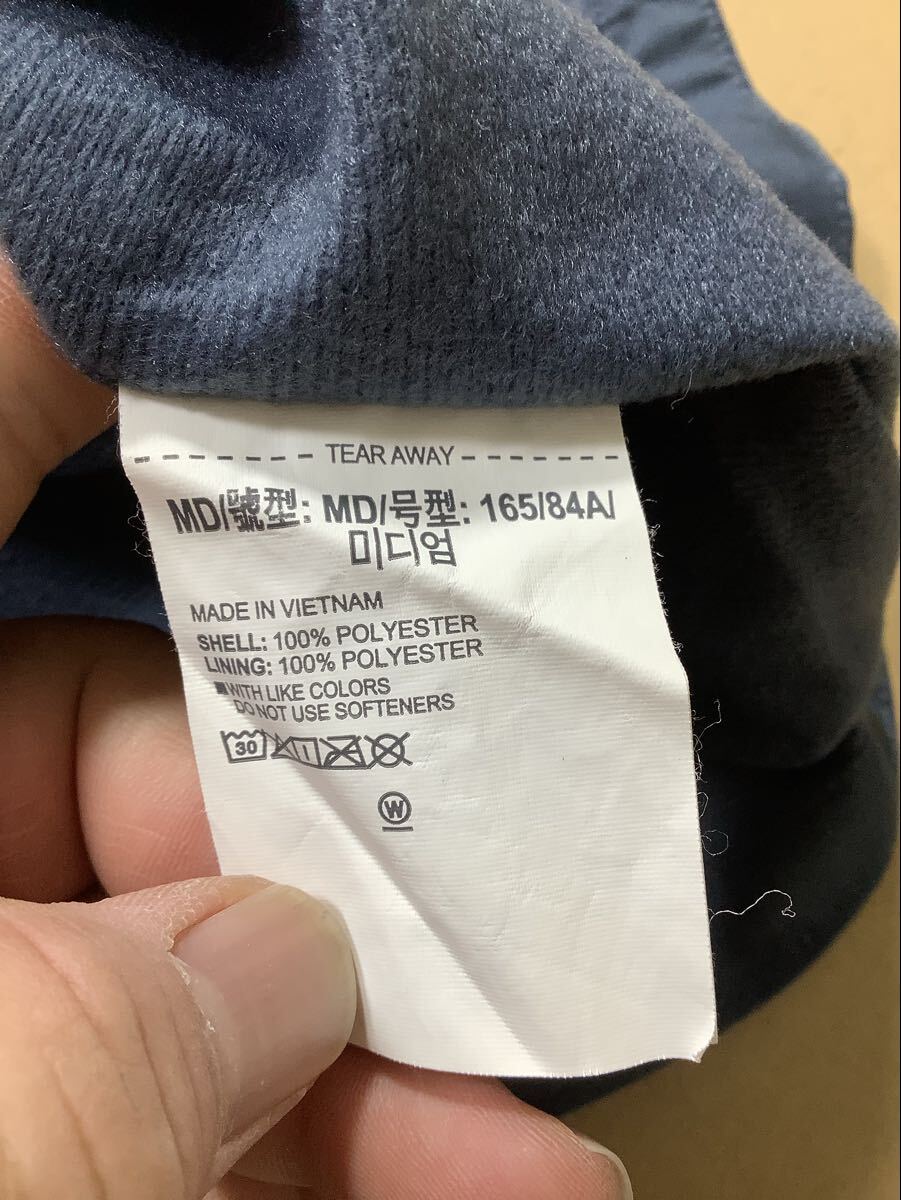 TEAR AWAY
MD/號型: MD/号型: 165/84A/
미디엄
MADE IN VIETNAM
SHELL: 100% POLYESTER
LINING: 100% POLYESTER
WITH LIKE COLORS
DO NOT USE SOFTENERS
30
W